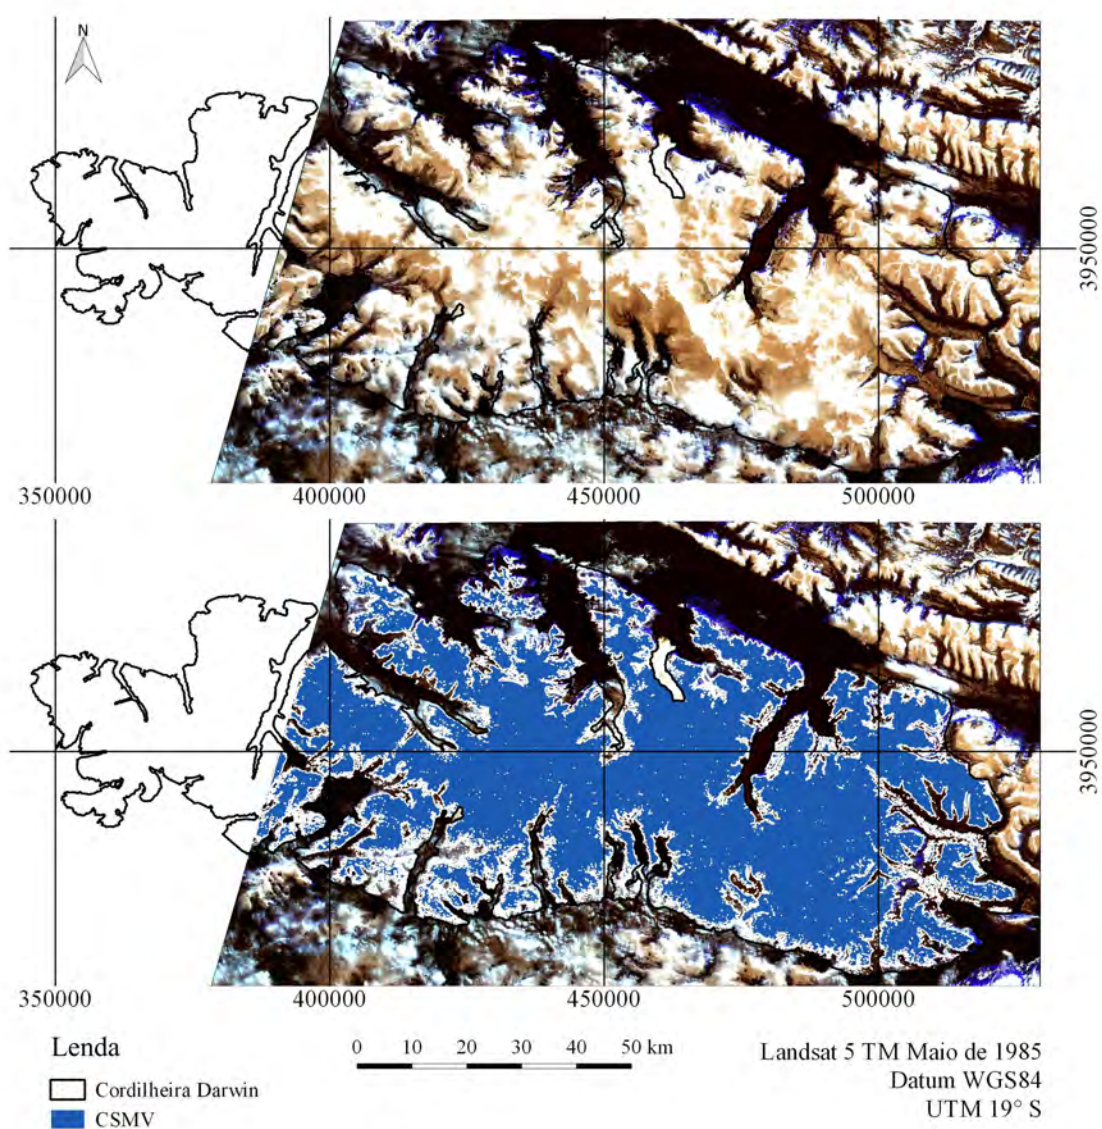 N
3950000
350000 400000 450000 500000
3950000
350000 400000 450000 500000
Lenda
Cordilheira Darwin
CSMV
0 10 20 30 40 50 km
Landsat 5 TM Maio de 1985
Datum WGS84
UTM 19° S